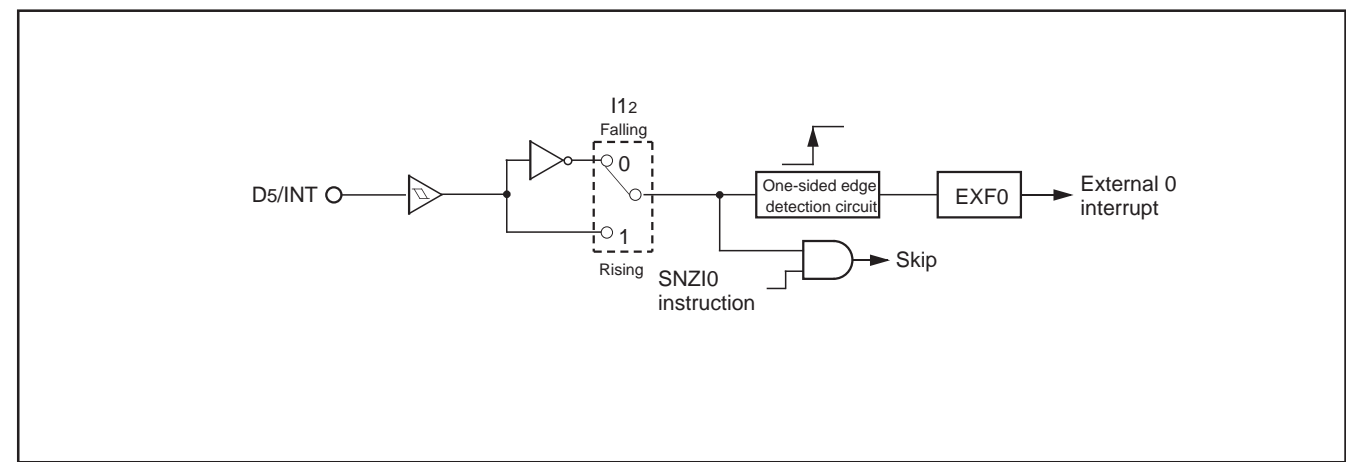 I12
Falling
0
D5/INT
1
Rising
One-sided edge
detection circuit
EXF0
External 0
interrupt
SNZI0
instruction
Skip